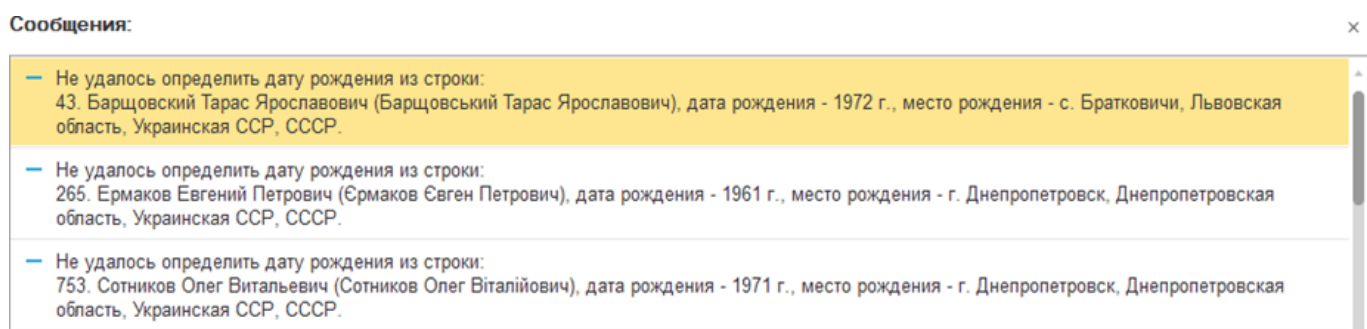 Сообщения:
Не удалось определить дату рождения из строки:
43. Барщовский Тарас Ярославович (Барщовський Тарас Ярославович), дата рождения - 1972 г., место рождения - с. Братковичи, Львовская
область, Украинская ССР, СССР.
Не удалось определить дату рождения из строки:
265. Ермаков Евгений Петрович (Єрмаков Євген Петрович), дата рождения - 1961 г., место рождения - г. Днепропетровск, Днепропетровская
область, Украинская ССР, СССР.
Не удалось определить дату рождения из строки:
753. Сотников Олег Витальевич (Сотников Олег Віталійович), дата рождения - 1971 г., место рождения - г. Днепропетровск, Днепропетровская
область, Украинская ССР, СССР.